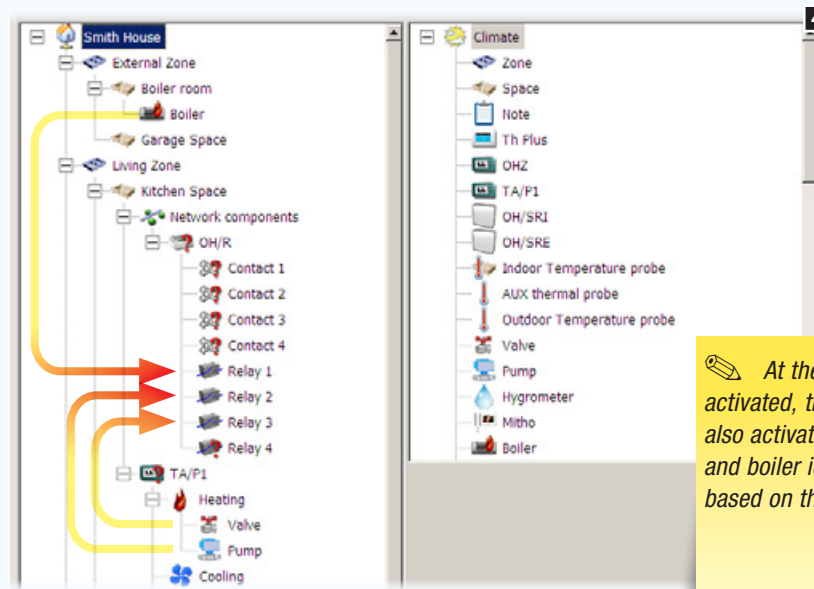 Smith House
External Zone
Boiler room
Boiler
Garage Space
Living Zone
Kitchen Space
Network components
OH/R
Contact 1
Contact 2
Contact 3
Contact 4
Relay 1
Relay 2
Relay 3
Relay 4
TA/P1
Heating
Valve
Pump
Cooling
Climate
Zone
Space
Note
Th Plus
OHZ
TA/P1
OH/SRI
OH/SRE
Indoor Temperature probe
AUX thermal probe
Outdoor Temperature probe
Valve
Pump
Hygrometer
Mitho
Boiler
At the
activated, t
also activat
and boiler i
based on th